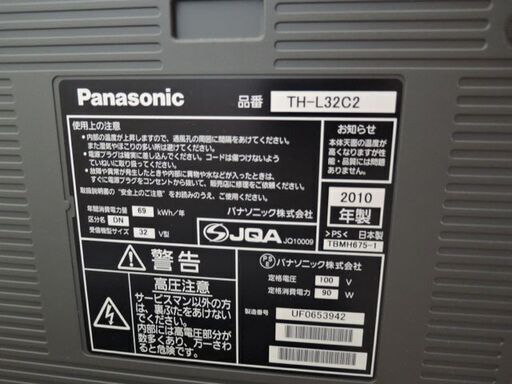 Panasonic 品番 TH-L32C2
使用上の注意
・内部の温度が上昇しますので、通風孔の周囲に間隔をあけてください。
また湿気やほこりの多い所は避けてください。
・電源プラグは確実に差し込んでください。コードは傷つけないよう
ていねいに取り扱ってください。
・故障や異常が発生したときや内部に異物や水などが入ったときは
すぐに電源プラグをコンセントから抜いて、販売店に修理をご依頼ください。
取扱説明書の“安全上のご注意”をお読みのうえ、ご使用ください。
お知らせ
本体天面の温度が
高くなりますが性
能・品質には問題
ありません。
年間消費電力量 69 kWh/年
区分名 DN
受信機型サイズ 32 V型
パナソニック株式会社
JQA JQ10009
2010
年製
>PS< 日本製
TBMH675-1
警告
高圧注意
サービスマン以外の方
は、裏ぶたをあけない
でください。
内部には高電圧部分が
数多くあり、万一さわ
ると危険です。
PSE パナソニック株式会社
定格電圧 100 V
定格消費電力 90 W
製造番号 UF0653942